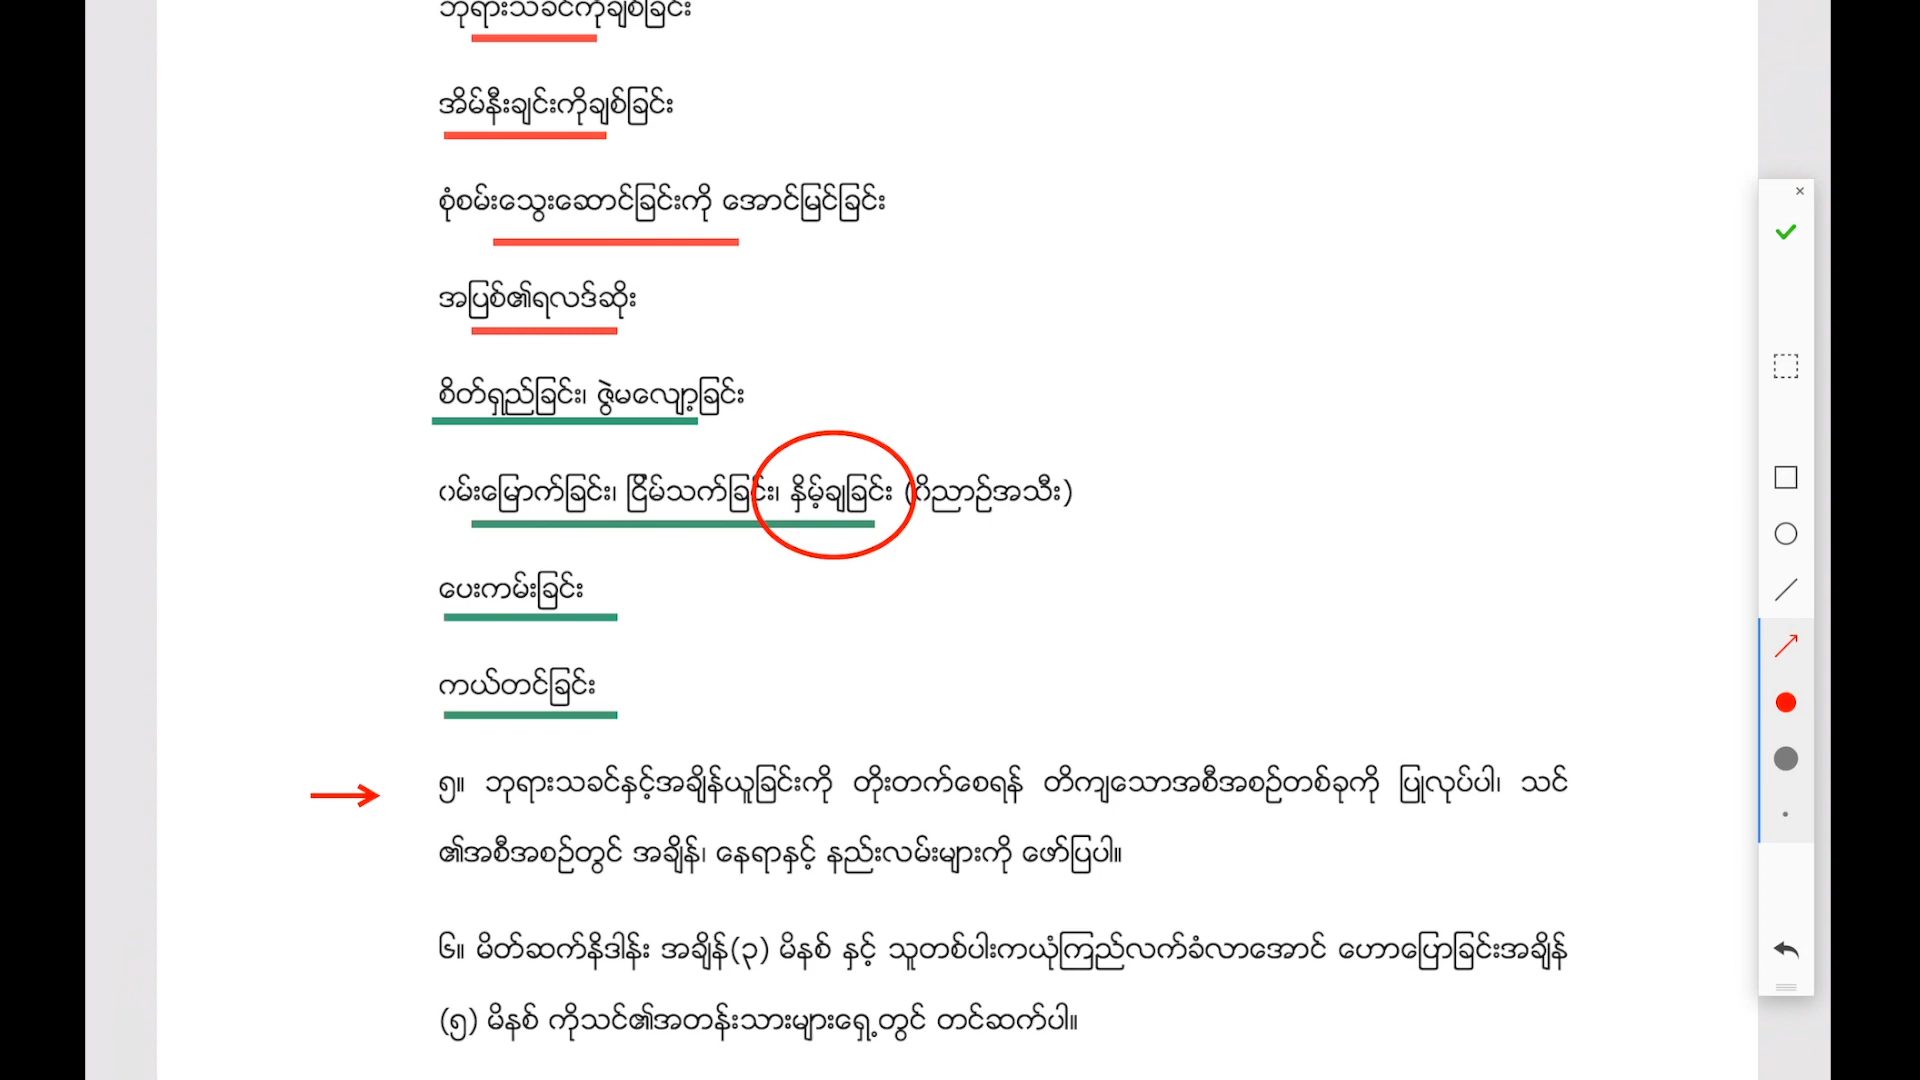 ဘုရားသခင်ကိုချစ်ခြင်း
အိမ်နီးချင်းကိုချစ်ခြင်း
စုံစမ်းသွေးဆောင်ခြင်းကို အောင်မြင်ခြင်း
အပြစ်၏ရလဒ်ဆိုး
စိတ်ရှည်ခြင်း၊ ဇွဲမလျော့ခြင်း
ဝမ်းမြောက်ခြင်း၊ ငြိမ်သက်ခြင်း၊ နှိမ့်ချခြင်း (ဝိညာဉ်အသီး)
ပေးကမ်းခြင်း
ကယ်တင်ခြင်း
၅။ ဘုရားသခင်နှင့်အချိန်ယူခြင်းကို တိုးတက်စေရန် တိကျသောအစီအစဉ်တစ်ခုကို ပြုလုပ်ပါ၊ သင်
၏အစီအစဉ်တွင် အချိန်၊ နေရာနှင့် နည်းလမ်းများကို ဖော်ပြပါ။
၆။ မိတ်ဆက်နိဒါန်း အချိန်(၃) မိနစ် နှင့် သူတစ်ပါးကယုံကြည်လက်ခံလာအောင် ဟောပြောခြင်းအချိန်
(၅) မိနစ် ကိုသင်၏အတန်းသားများရှေ့တွင် တင်ဆက်ပါ။